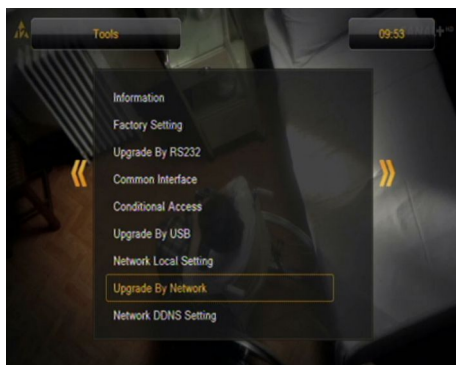 Tools
09:53
Information
Factory Setting
Upgrade By RS232
Common Interface
Conditional Access
Upgrade By USB
Network Local Setting
Upgrade By Network
Network DDNS Setting